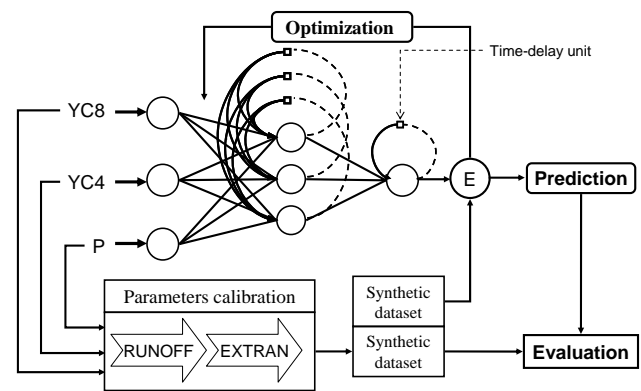 Optimization
Time-delay unit
YC8
YC4
P
E
Prediction
Parameters calibration
RUNOFF
EXTRAN
Synthetic
dataset
Synthetic
dataset
Evaluation